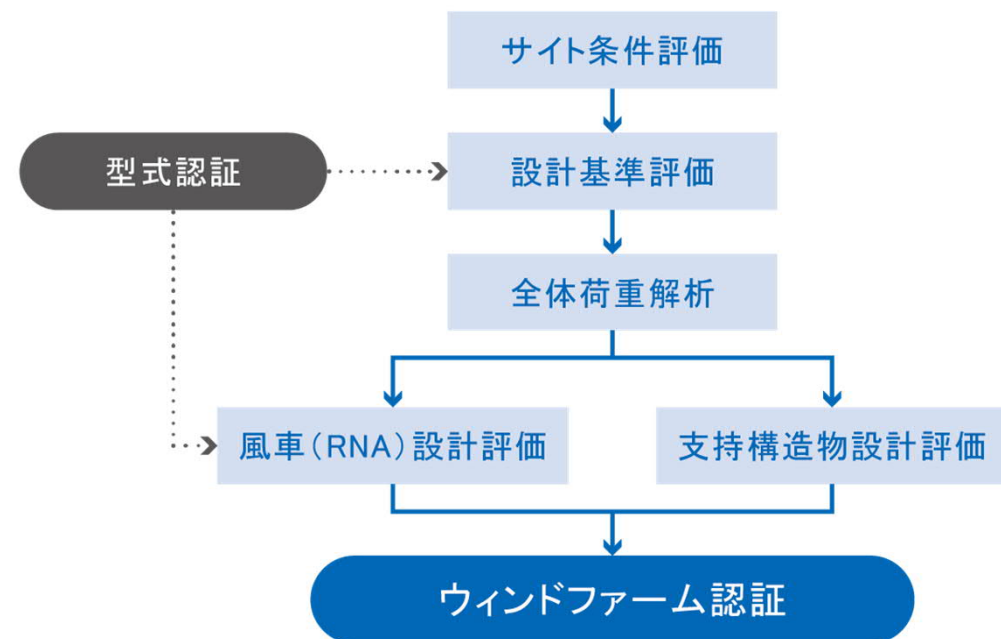 サイト条件評価
型式認証
設計基準評価
全体荷重解析
風車(RNA)設計評価
支持構造物設計評価
ウィンドファーム認証